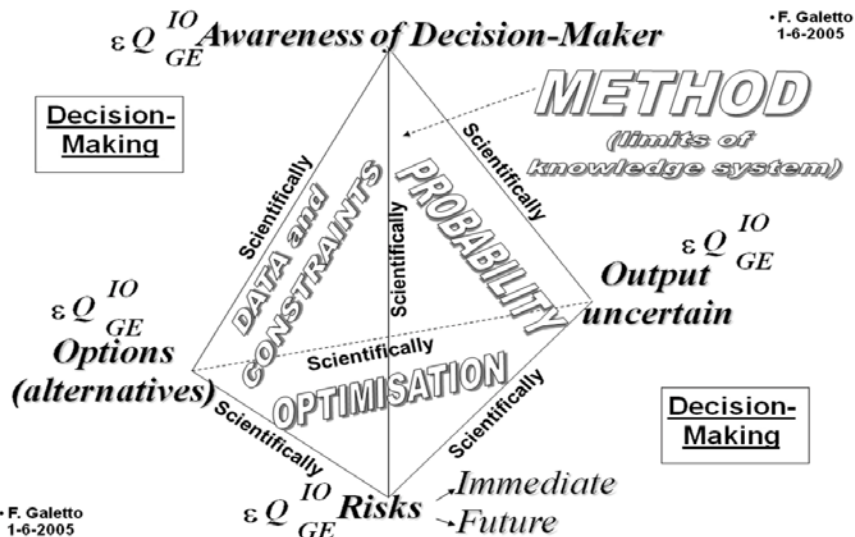 ε Q IO GE Awareness of Decision-Maker
• F. Galetto
1-6-2005
Decision-
Making
METHOD
(limits of
knowledge system)
Scientifically
Scientifically
DATA and
CONSTRAINTS
Scientifically
PROBABILITY
ε Q IO GE
Output
uncertain
ε Q IO GE
Options
(alternatives)
Scientifically
OPTIMISATION
Scientifically
Scientifically
Decision-
Making
ε Q IO GE Risks
Immediate
Future
• F. Galetto
1-6-2005